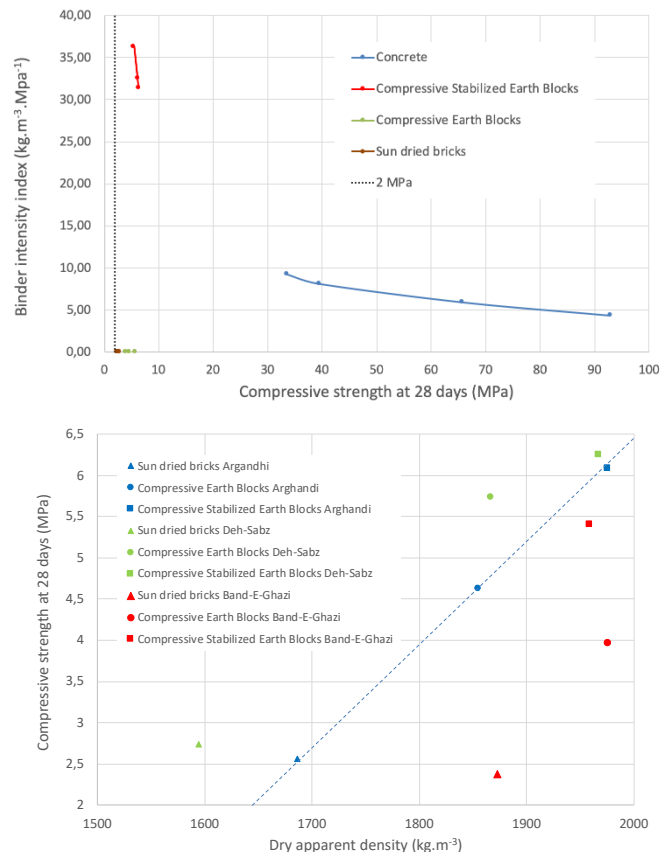 40,00
35,00
30,00
25,00
20,00
15,00
10,00
5,00
0,00
Binder intensity index (kg.m-3.Mpa-1)
Concrete
Compressive Stabilized Earth Blocks
Compressive Earth Blocks
Sun dried bricks
2 MPa
0 10 20 30 40 50 60 70 80 90 100
Compressive strength at 28 days (MPa)
6,5
6
5,5
5
4,5
4
3,5
3
2,5
2
Compressive strength at 28 days (MPa)
Sun dried bricks Argandhi
Compressive Earth Blocks Arghandi
Compressive Stabilized Earth Blocks Arghandi
Sun dried bricks Deh-Sabz
Compressive Earth Blocks Deh-Sabz
Compressive Stabilized Earth Blocks Deh-Sabz
Sun dried bricks Band-E-Ghazi
Compressive Earth Blocks Band-E-Ghazi
Compressive Stabilized Earth Blocks Band-E-Ghazi
1500 1600 1700 1800 1900 2000
Dry apparent density (kg.m-3)